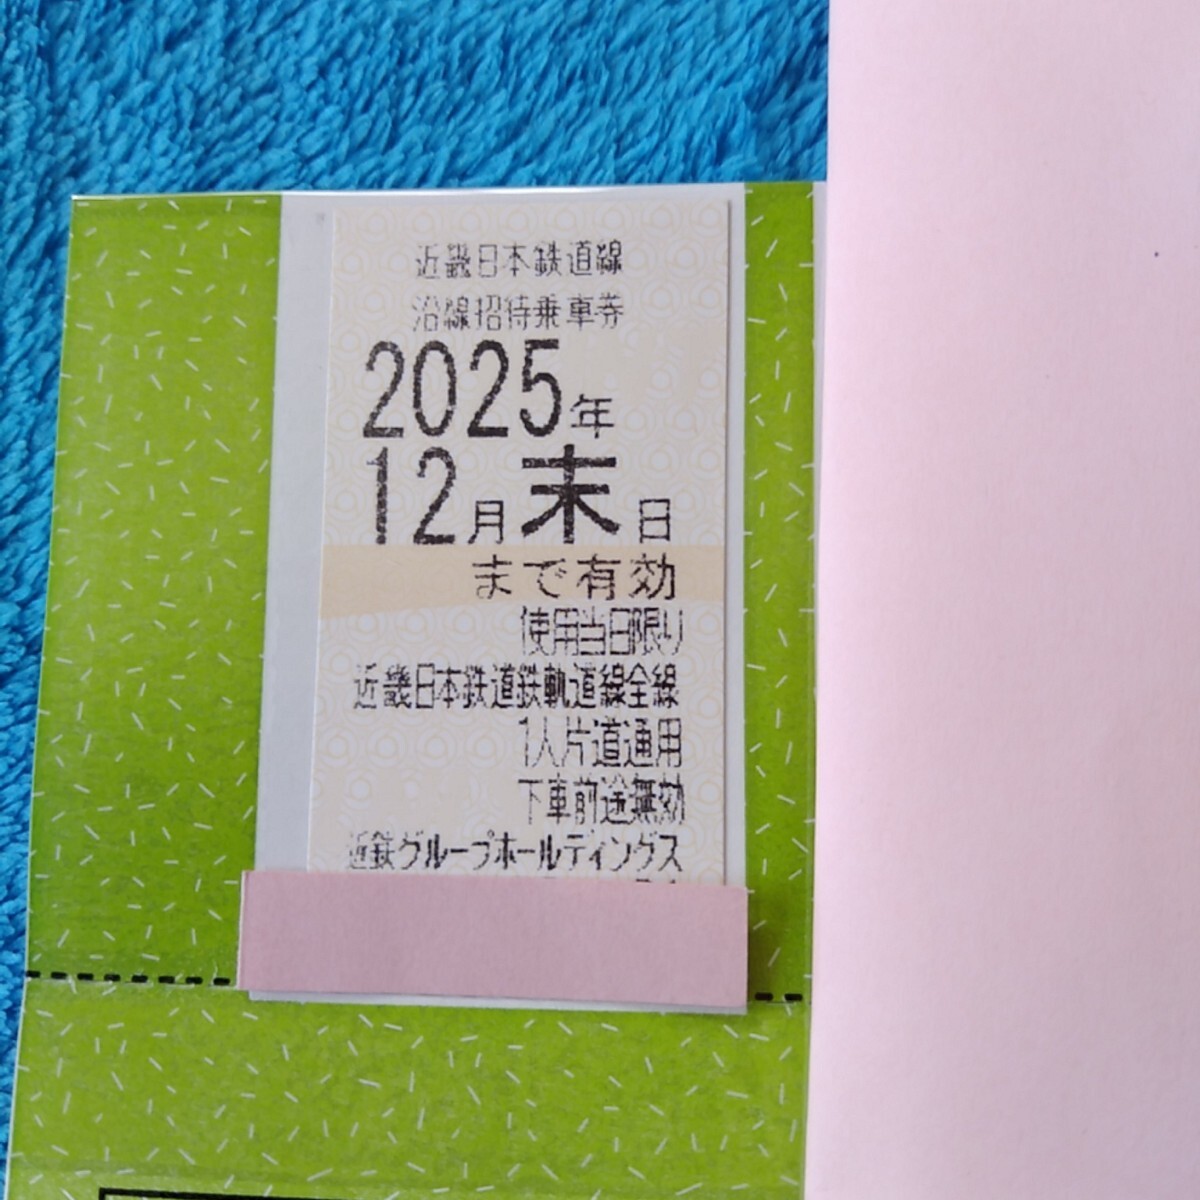 近畿日本鉄道線
沿線招待乗車券
2025年
12月末日
まで有効
使用当日限り
近畿日本鉄道鉄軌道線全線
1人片道通用
下車前途無効
近鉄グループホールディングス